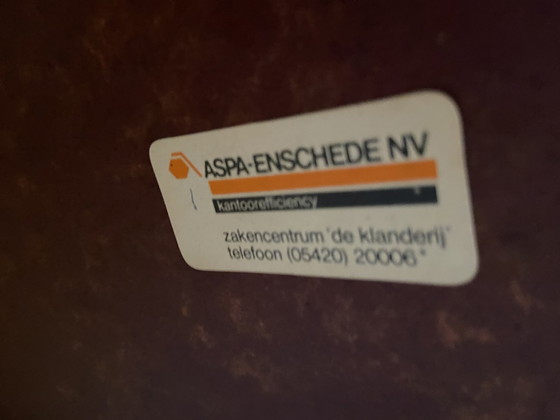 ASPA-ENSCHEDE NV
kantoorefficiency
zakencentrum 'de klanderij'
telefoon (05420) 20006*